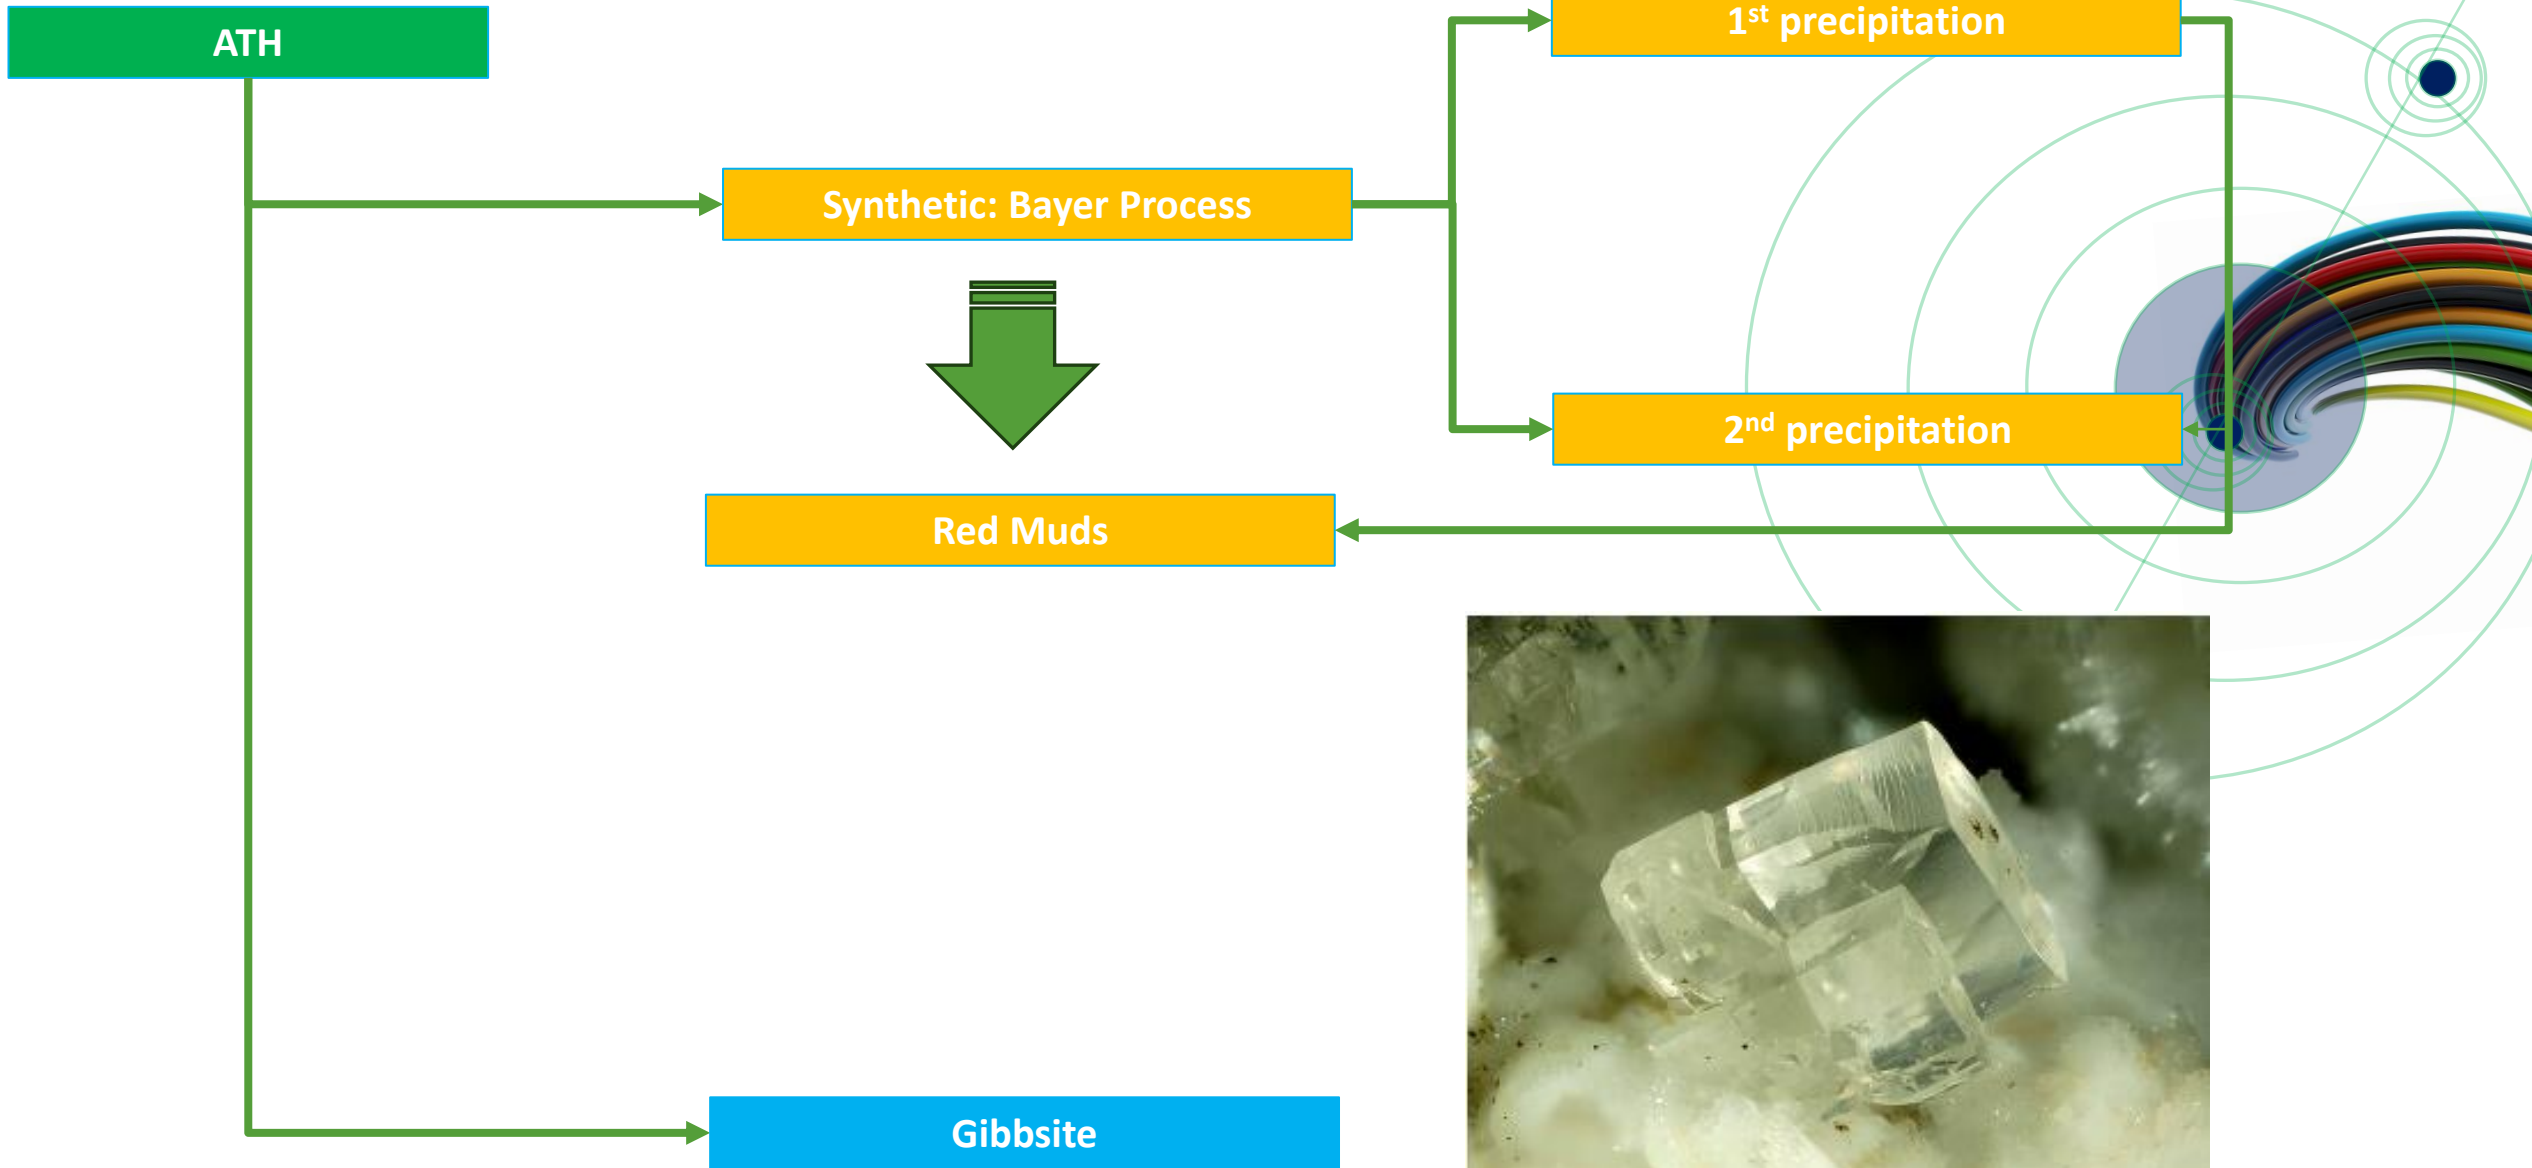 ATH
1st precipitation
Synthetic: Bayer Process
2nd precipitation
Red Muds
Gibbsite